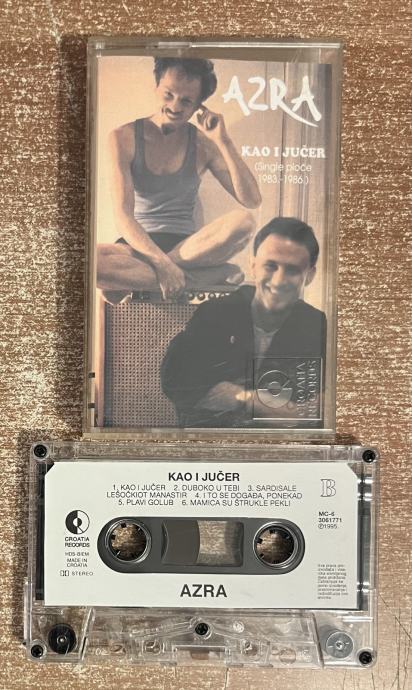 AZRA
KAO I JUČER
(Single ploče
1983.-1986.)
CROATIA
RECORDS
KAO I JUČER
1. KAO I JUČER 2. DUBOKO U TEBI 3. SARDISALE
LEŠOČKIOT MANASTIR 4. I TO SE DOGAĐA, PONEKAD
5. PLAVI GOLUB 6. MAMICA SU ŠTRUKLE PEKLI
B
CROATIA
RECORDS
HDS-BIEM
MADE IN
CROATIA
STEREO
MC-6
3061771
℗1995.
AZRA